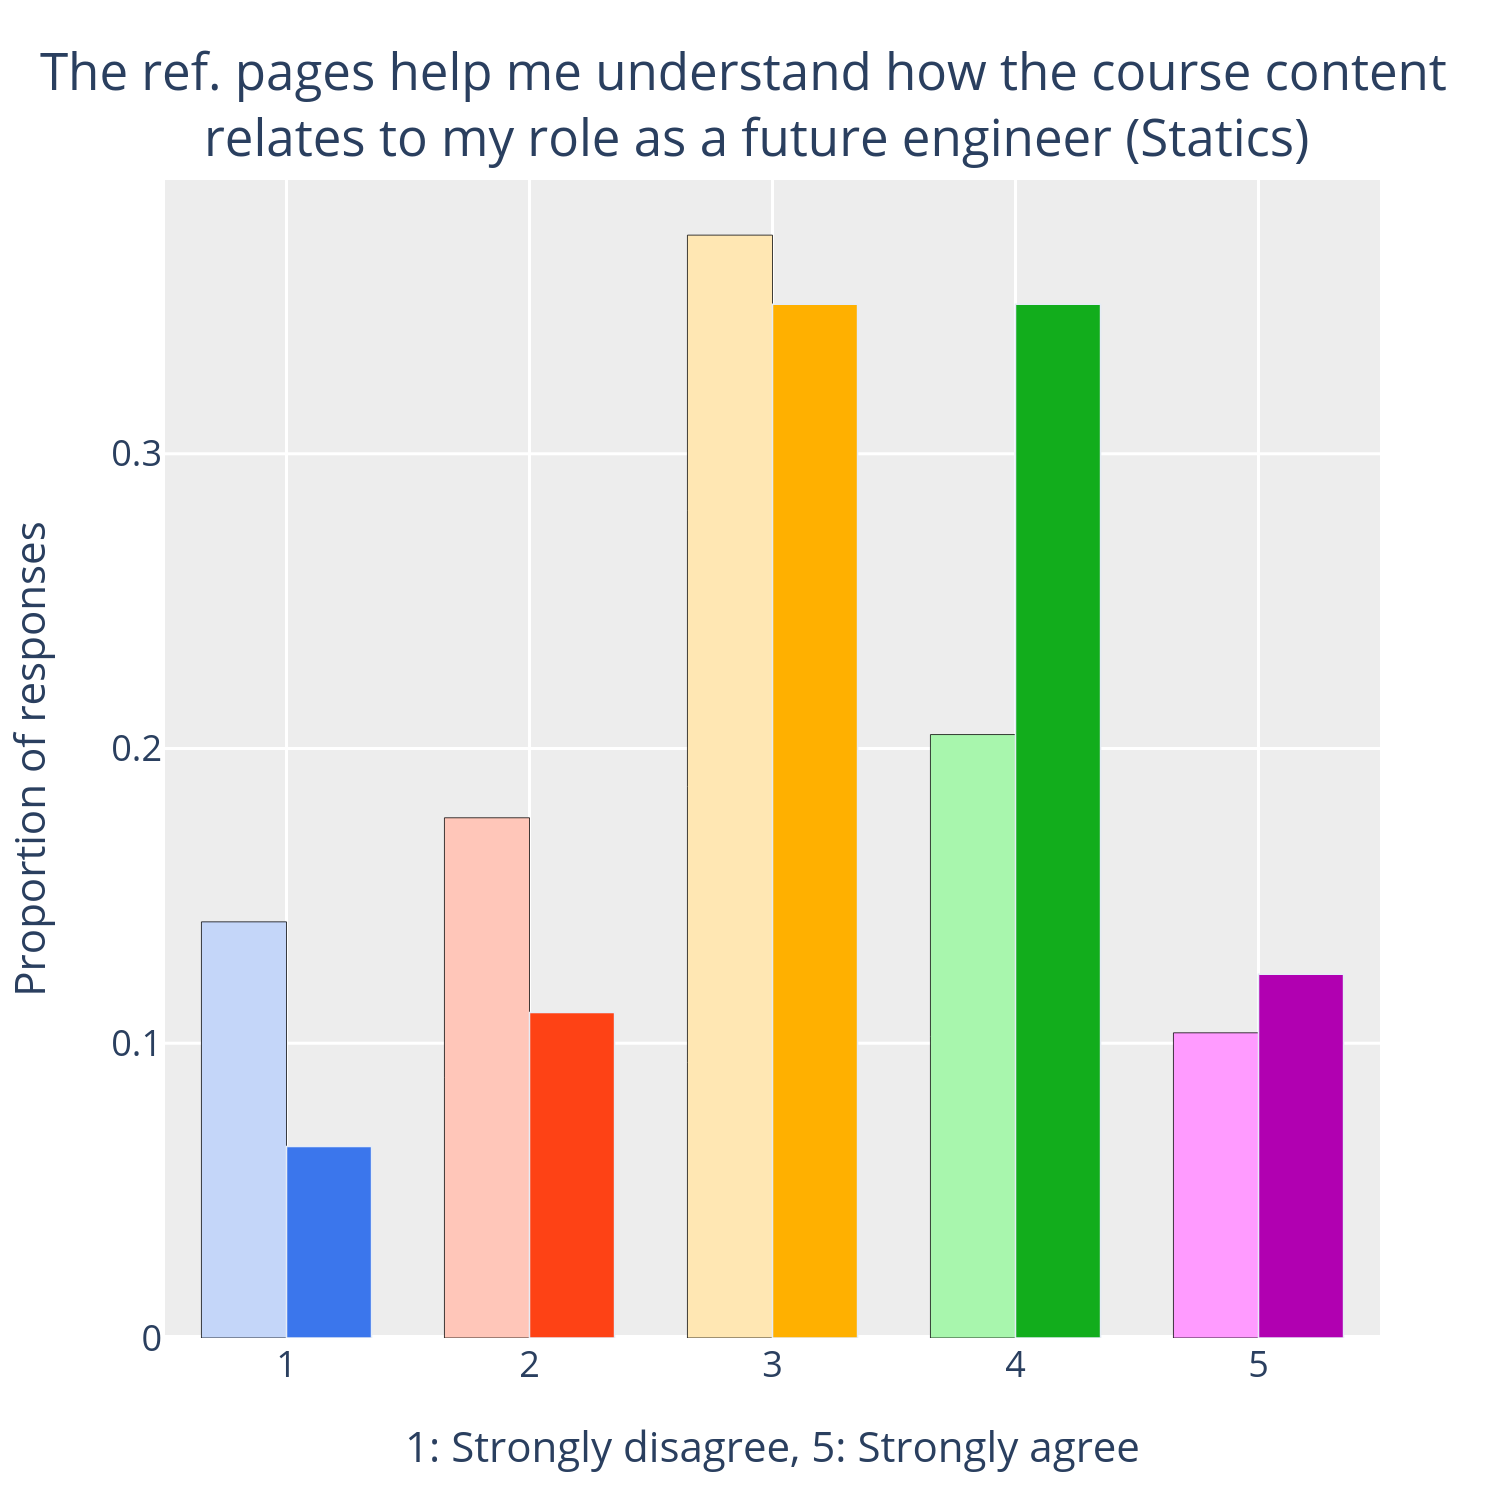 The ref. pages help me understand how the course content
relates to my role as a future engineer (Statics)
Proportion of responses
0.3
0.2
0.1
0
1
2
3
4
5
1: Strongly disagree, 5: Strongly agree